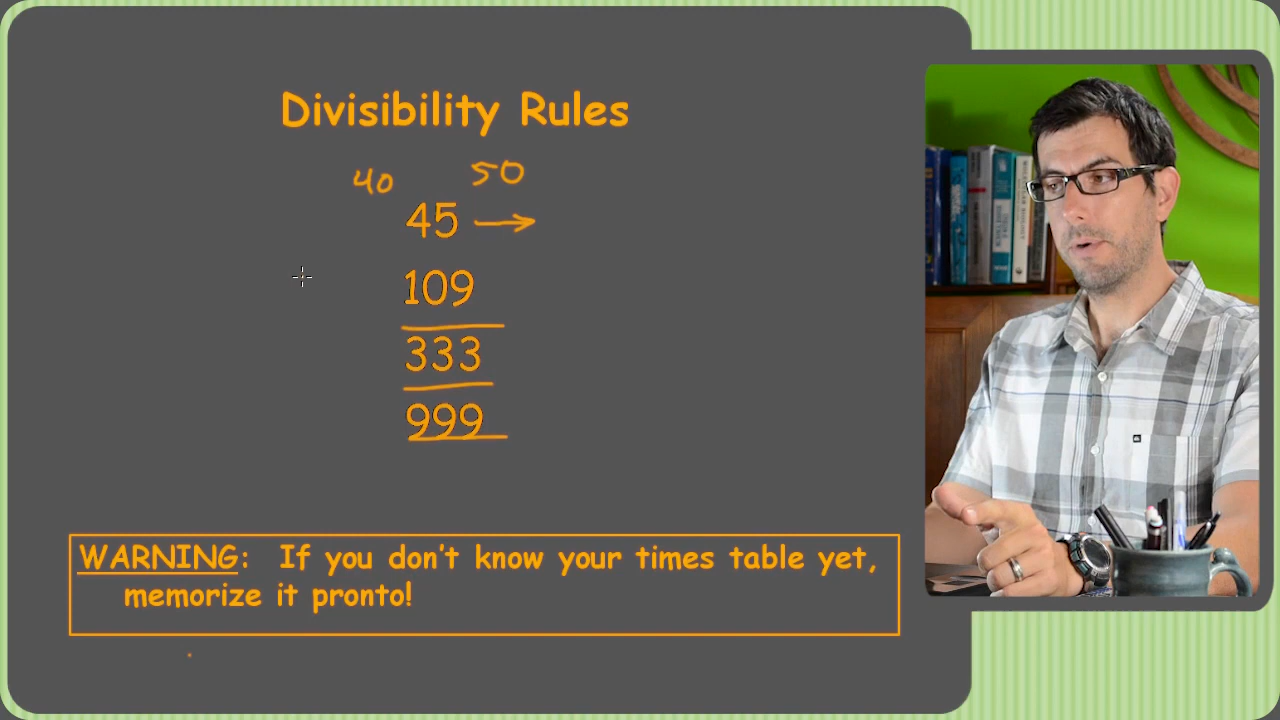 Divisibility Rules
40 50
45 →
109
333
999
WARNING: If you don't know your times table yet,
memorize it pronto!